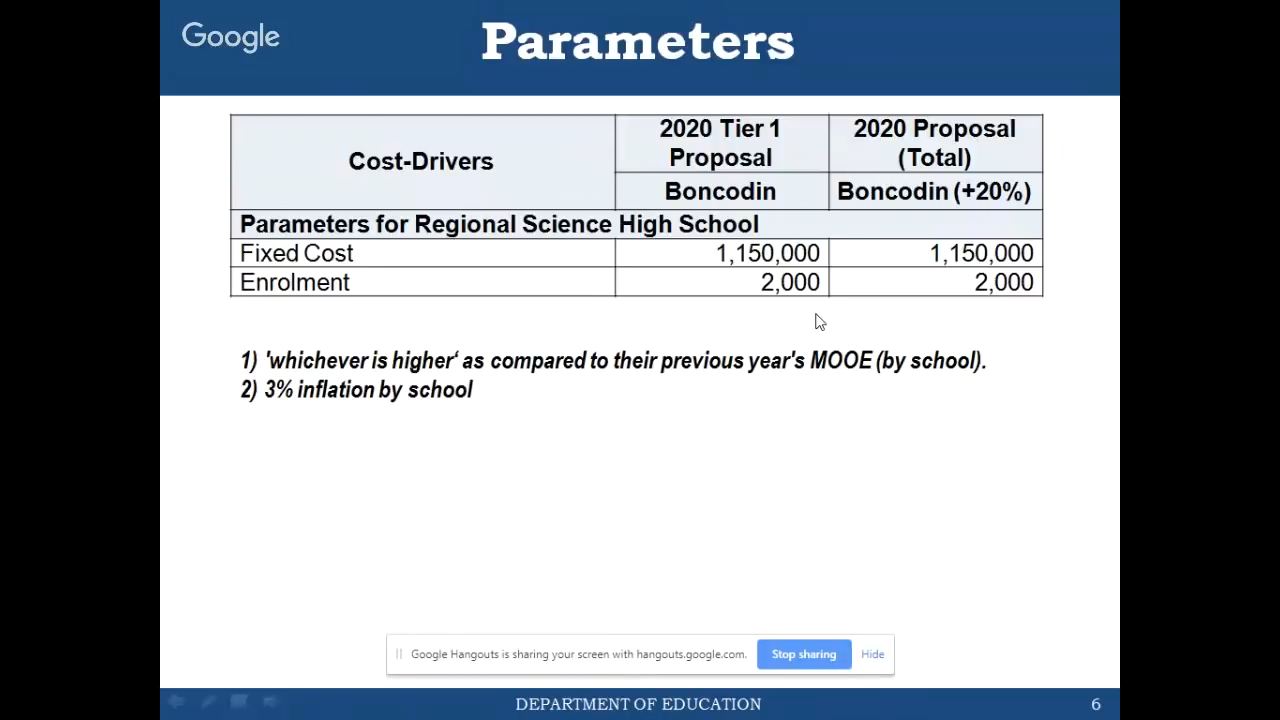 Google
Parameters
Cost-Drivers
2020 Tier 1
Proposal
2020 Proposal
(Total)
Boncodin
Boncodin (+20%)
Parameters for Regional Science High School
Fixed Cost 1,150,000 1,150,000
Enrolment 2,000 2,000
1) 'whichever is higher‘ as compared to their previous year's MOOE (by school).
2) 3% inflation by school
Google Hangouts is sharing your screen with hangouts.google.com. Stop sharing Hide
DEPARTMENT OF EDUCATION 6